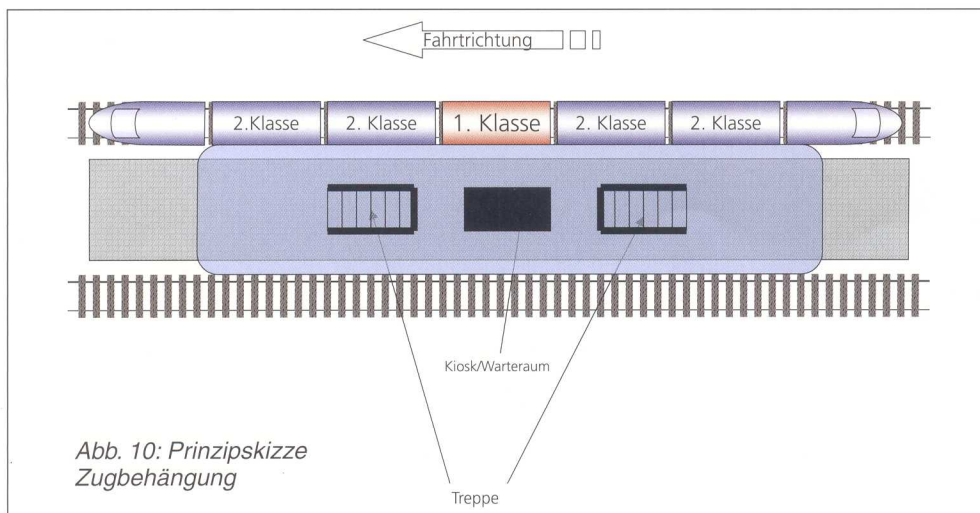 Fahrtrichtung
2.Klasse 2. Klasse 1. Klasse 2. Klasse 2. Klasse
Kiosk/Warteraum
Abb. 10: Prinzipskizze
Zugbehängung
Treppe